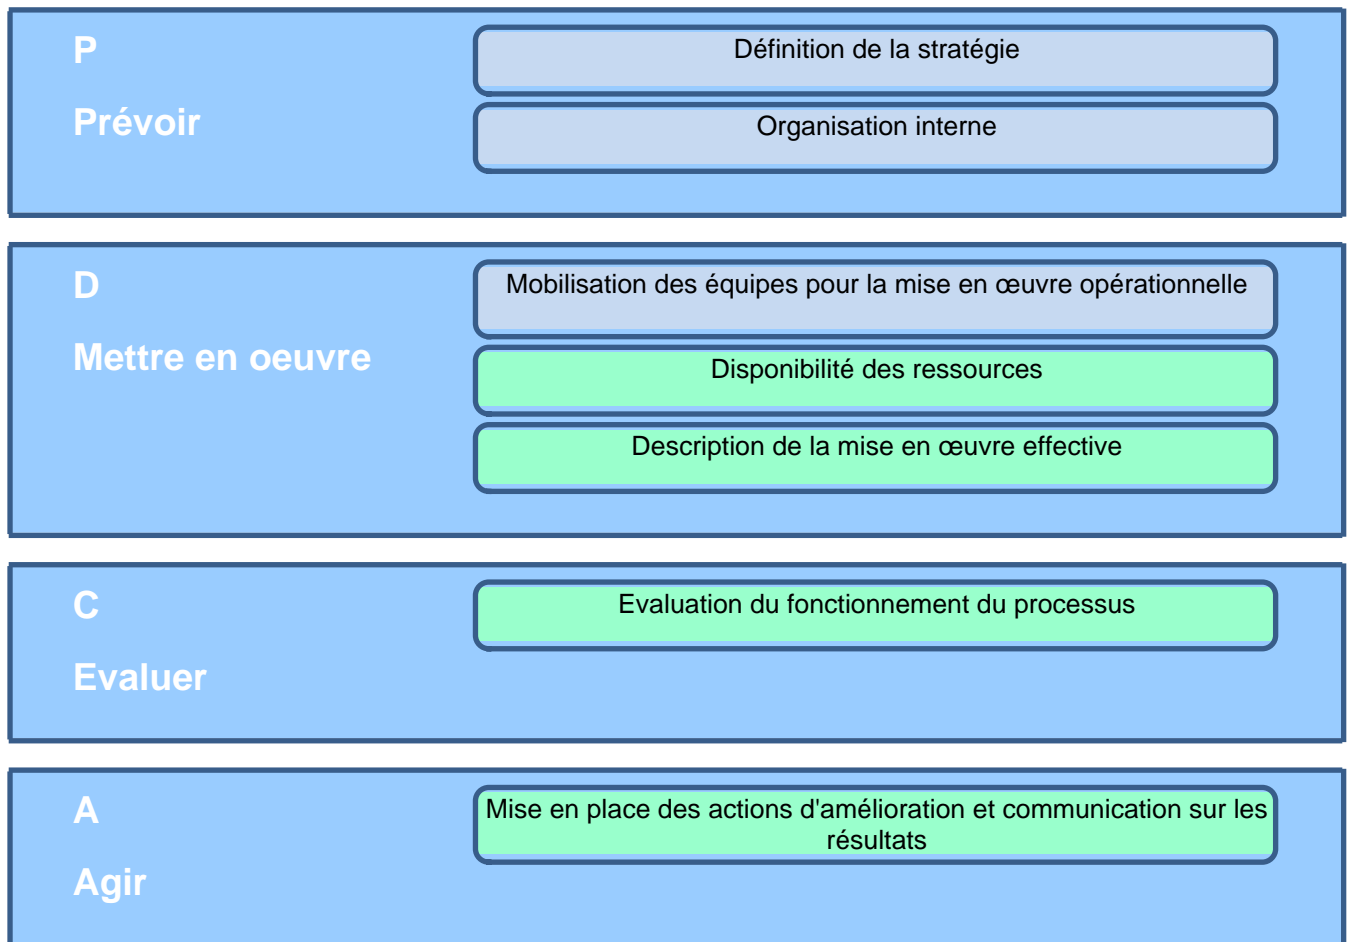 P
Prévoir
Définition de la stratégie
Organisation interne
D
Mettre en oeuvre
Mobilisation des équipes pour la mise en œuvre opérationnelle
Disponibilité des ressources
Description de la mise en œuvre effective
C
Evaluer
Evaluation du fonctionnement du processus
A
Agir
Mise en place des actions d'amélioration et communication sur les
résultats